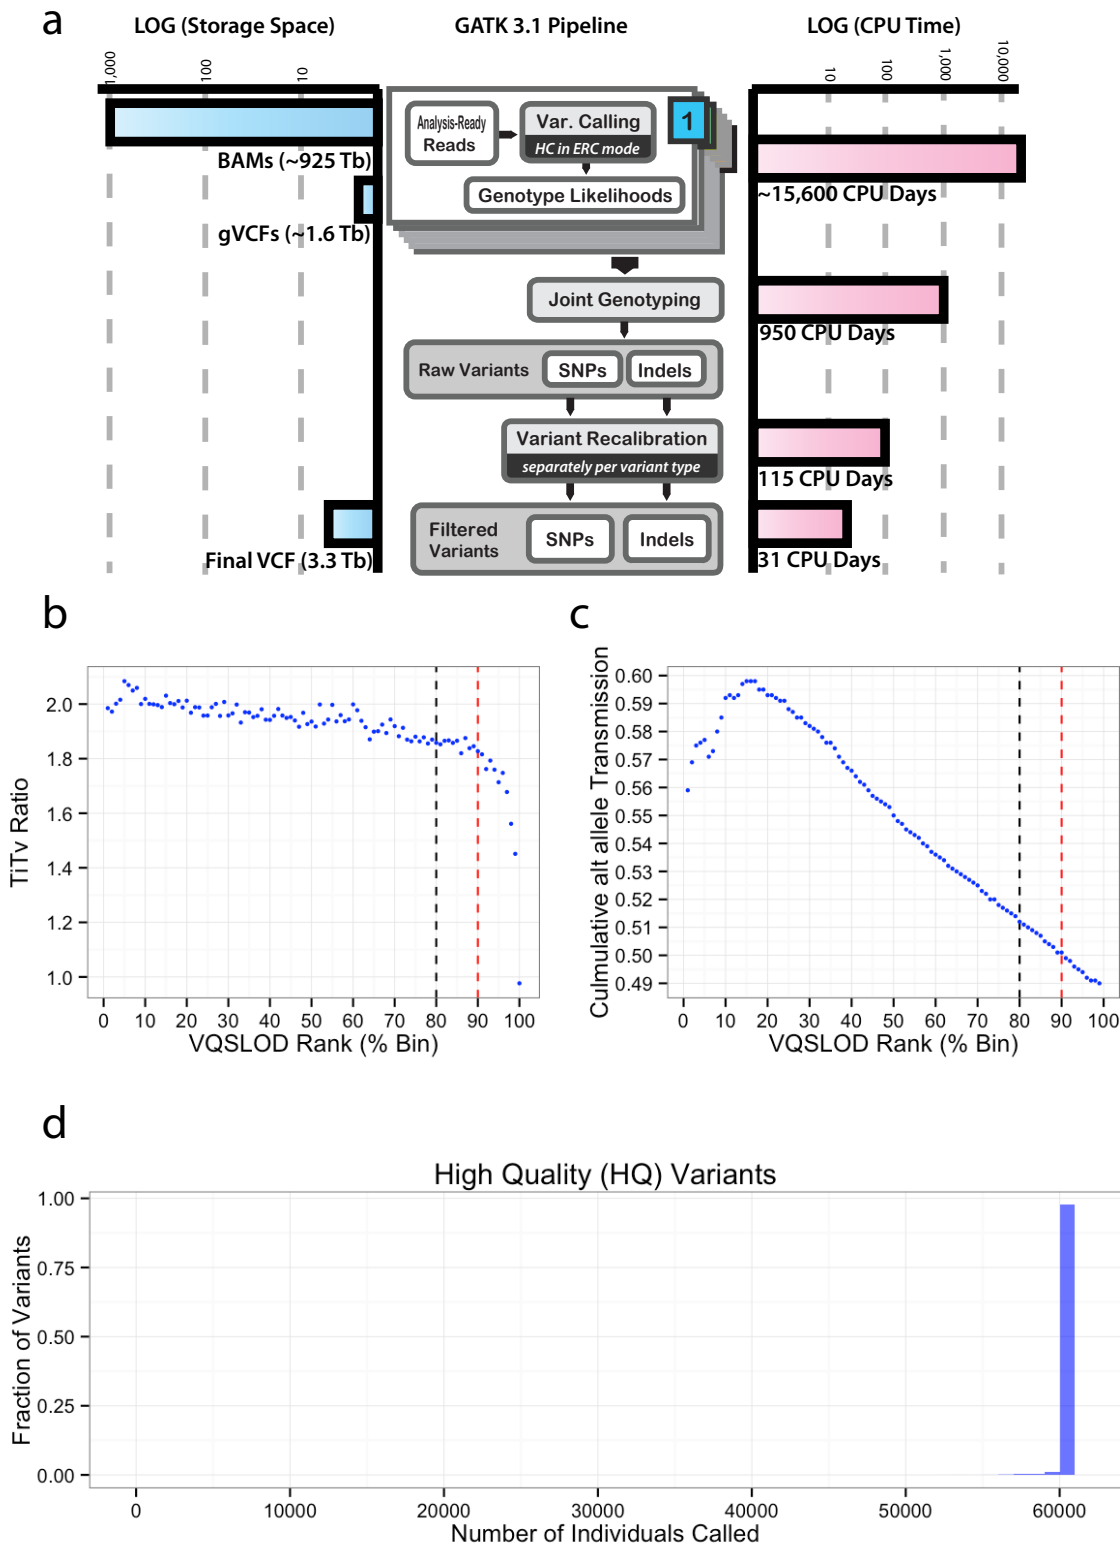 a
LOG (Storage Space)
GATK 3.1 Pipeline
LOG (CPU Time)
1,000
100
10
10
100
1,000
10,000
Analysis-Ready
Reads
Var. Calling
HC in ERC mode
1
Genotype Likelihoods
BAMs (~925 Tb)
gVCFs (~1.6 Tb)
~15,600 CPU Days
Joint Genotyping
950 CPU Days
Raw Variants
SNPs
Indels
Variant Recalibration
separately per variant type
115 CPU Days
Filtered
Variants
SNPs
Indels
Final VCF (3.3 Tb)
31 CPU Days
b
TiTv Ratio
2.0
1.8
1.6
1.4
1.2
1.0
0 10 20 30 40 50 60 70 80 90 100
VQSLOD Rank (% Bin)
c
Culmulative alt allele Transmission
0.60
0.59
0.58
0.57
0.56
0.55
0.54
0.53
0.52
0.51
0.50
0.49
0 10 20 30 40 50 60 70 80 90 100
VQSLOD Rank (% Bin)
d
High Quality (HQ) Variants
Fraction of Variants
1.00
0.75
0.50
0.25
0.00
0 10000 20000 30000 40000 50000 60000
Number of Individuals Called